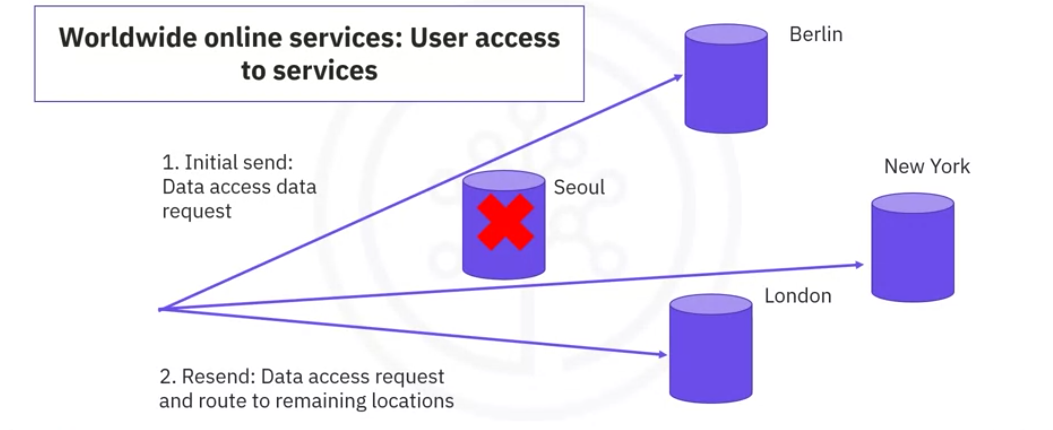 Worldwide online services: User access
to services
Berlin
1. Initial send:
Data access data
request
Seoul
New York
London
2. Resend: Data access request
and route to remaining locations